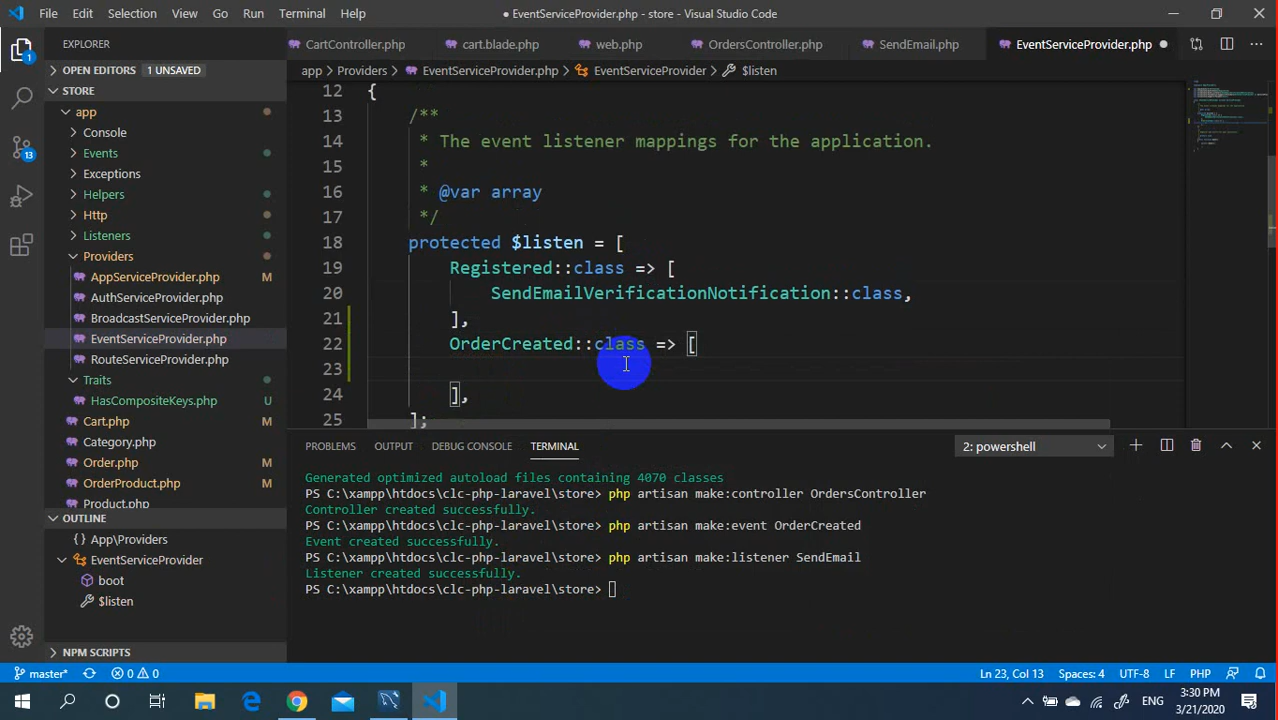 File Edit Selection View Go Run Terminal Help
● EventServiceProvider.php - store - Visual Studio Code
EXPLORER
OPEN EDITORS 1 UNSAVED
STORE
app
Console
Events
Exceptions
Helpers
Http
Listeners
Providers
AppServiceProvider.php M
AuthServiceProvider.php
BroadcastServiceProvider.php
EventServiceProvider.php
RouteServiceProvider.php
Traits
HasCompositeKeys.php U
Cart.php M
Category.php
Order.php M
OrderProduct.php M
Product.php
OUTLINE
App\Providers
EventServiceProvider
boot
$listen
NPM SCRIPTS
1
13
CartController.php cart.blade.php web.php OrdersController.php SendEmail.php EventServiceProvider.php ●
app > Providers > EventServiceProvider.php > EventServiceProvider > $listen
12 {
13 /**
14 * The event listener mappings for the application.
15 *
16 * @var array
17 */
18 protected $listen = [
19 Registered::class => [
20 SendEmailVerificationNotification::class,
21 ],
22 OrderCreated::class => [
23
24 ],
25 ];
PROBLEMS OUTPUT DEBUG CONSOLE TERMINAL 2: powershell
Generated optimized autoload files containing 4070 classes
PS C:\xampp\htdocs\clc-php-laravel\store> php artisan make:controller OrdersController
Controller created successfully.
PS C:\xampp\htdocs\clc-php-laravel\store> php artisan make:event OrderCreated
Event created successfully.
PS C:\xampp\htdocs\clc-php-laravel\store> php artisan make:listener SendEmail
Listener created successfully.
PS C:\xampp\htdocs\clc-php-laravel\store>
master* 0 0 Ln 23, Col 13 Spaces: 4 UTF-8 LF PHP
ENG 3:30 PM
3/21/2020